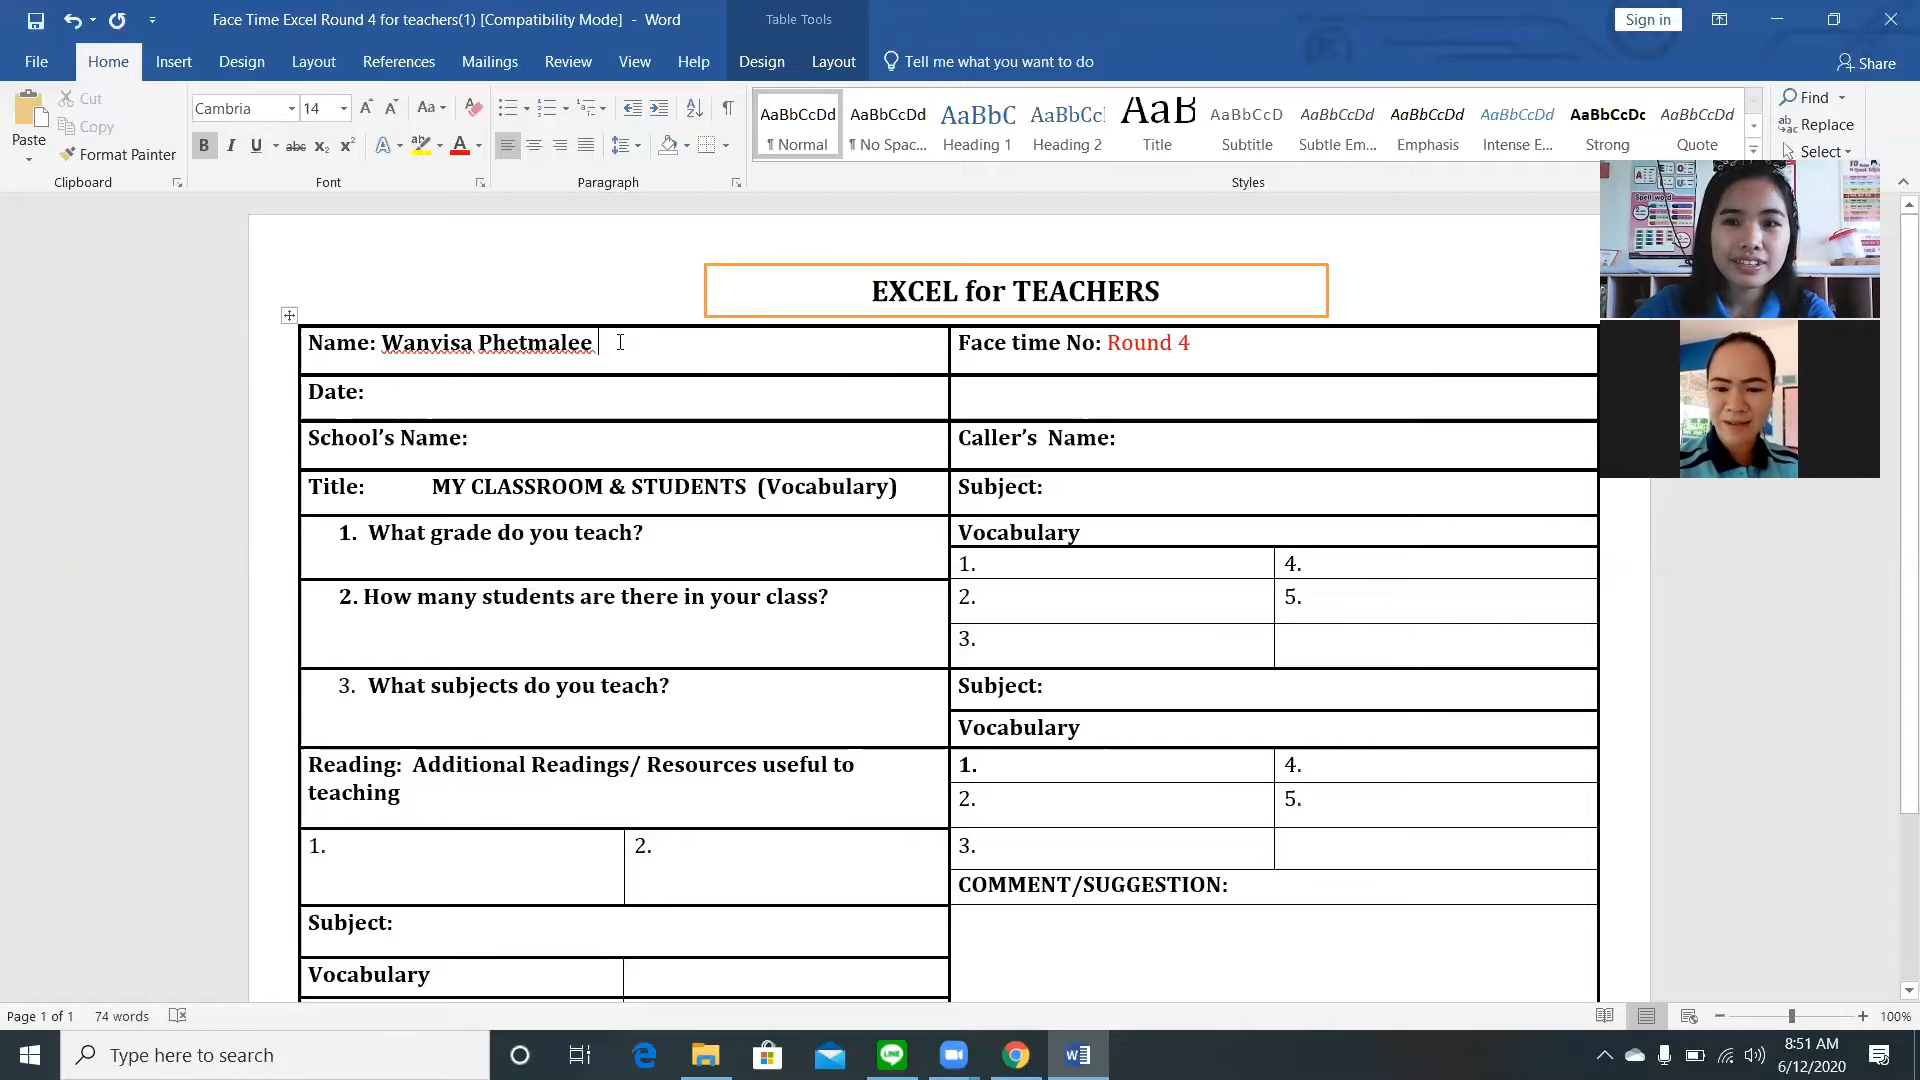 Face Time Excel Round 4 for teachers(1) [Compatibility Mode] - Word
Table Tools
Sign in
File
Home
Insert
Design
Layout
References
Mailings
Review
View
Help
Design
Layout
Tell me what you want to do
Share
Paste
Cut
Copy
Format Painter
Clipboard
Cambria
14
Font
Paragraph
AaBbCcDd
¶ Normal
AaBbCcDd
¶ No Spac...
AaBbC
Heading 1
AaBbCc
Heading 2
AaB
Title
AaBbCcD
Subtitle
AaBbCcDd
Subtle Em...
AaBbCcDd
Emphasis
AaBbCcDd
Intense E...
AaBbCcDc
Strong
AaBbCcDd
Quote
Styles
Find
Replace
Select
Spell word
EXCEL for TEACHERS
Name: Wanvisa Phetmalee
Face time No: Round 4
Date:
School’s Name:
Caller’s Name:
Title: MY CLASSROOM & STUDENTS (Vocabulary)
Subject:
1. What grade do you teach?
Vocabulary
1.
4.
2. How many students are there in your class?
2.
5.
3.
3. What subjects do you teach?
Subject:
Vocabulary
Reading: Additional Readings/ Resources useful to
teaching
1.
4.
2.
5.
1.
2.
3.
COMMENT/SUGGESTION:
Subject:
Vocabulary
Page 1 of 1
74 words
100%
Type here to search
8:51 AM
6/12/2020